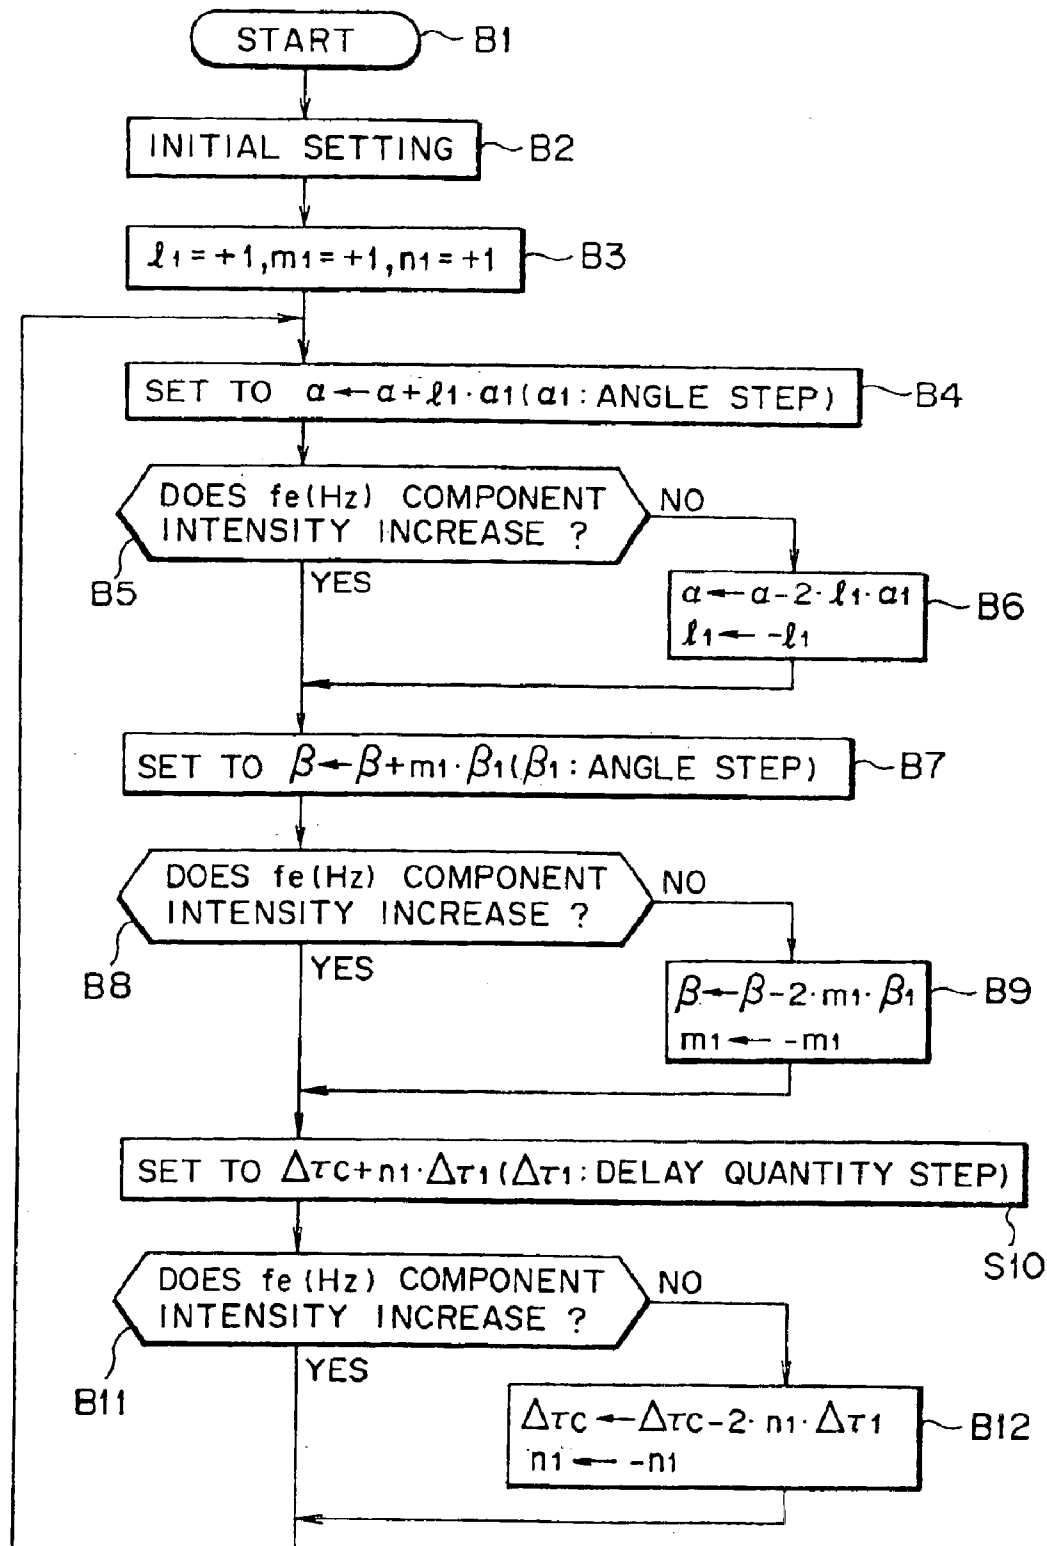 START
B1
INITIAL SETTING
B2
ℓ1=+1,m1=+1,n1=+1
B3
SET TO α←α+ℓ1·α1(α1:ANGLE STEP)
B4
DOES fe(Hz) COMPONENT
INTENSITY INCREASE ?
NO
B5
YES
α←α-2·ℓ1·α1
ℓ1← -ℓ1
B6
SET TO β←β+m1·β1(β1:ANGLE STEP)
B7
DOES fe(Hz) COMPONENT
INTENSITY INCREASE ?
NO
B8
YES
β←β-2·m1·β1
m1← -m1
B9
SET TO Δτc+n1·Δτ1(Δτ1:DELAY QUANTITY STEP)
S10
DOES fe(Hz) COMPONENT
INTENSITY INCREASE ?
NO
B11
YES
Δτc←Δτc-2·n1·Δτ1
n1← -n1
B12